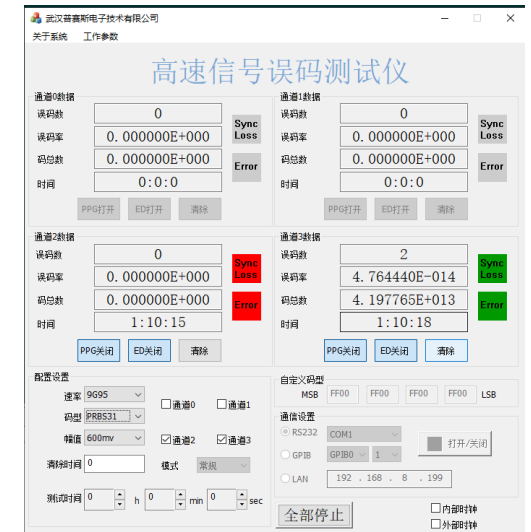 武汉普赛斯电子技术有限公司
关于系统 工作参数
高速信号误码测试仪
通道0数据
误码数 0
误码率 0.000000E+000
码总数 0.000000E+000
时间 0:0:0
Sync Loss
Error
PPG打开 ED打开 清除
通道1数据
误码数 0
误码率 0.000000E+000
码总数 0.000000E+000
时间 0:0:0
Sync Loss
Error
PPG打开 ED打开 清除
通道2数据
误码数 0
误码率 0.000000E+000
码总数 0.000000E+000
时间 1:10:15
Sync Loss
Error
PPG关闭 ED关闭 清除
通道3数据
误码数 2
误码率 4.764440E-014
码总数 4.197765E+013
时间 1:10:18
Sync Loss
Error
PPG关闭 ED关闭 清除
配置设置
速率 9G95
码型 PRBS31
幅值 600mv
通道0 通道1
通道2 通道3
清除时间 0
模式 常规
测试时间 0 h 0 min 0 sec
自定义码型
MSB FF00 FF00 FF00 FF00 LSB
通信设置
RS232 COM1
GPIB GPIB0 1
打开/关闭
LAN 192 . 168 . 8 . 199
全部停止
内部时钟
外部时钟